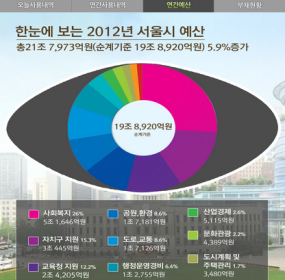 오늘사용내역 연간사용내역 연간예산 부채현황
한눈에 보는 2012년 서울시 예산
총21조 7,973억원(순계기준 19조 8,920억원) 5.9%증가
19조 8,920억원
순계기준
사회복지 26%
5조 1,646억원
공원,환경 8.6%
1조 7,181억원
산업경제 2.6%
5,115억원
자치구 지원 15.3%
3조 445억원
도로,교통 8.6%
1조 7,126억원
문화관광 2.2%
4,389억원
교육청 지원 12.2%
2조 4,205억원
행정운영경비 6.4%
1조 2,755억원
도시계획 및
주택관리 1.7%
3,480억원